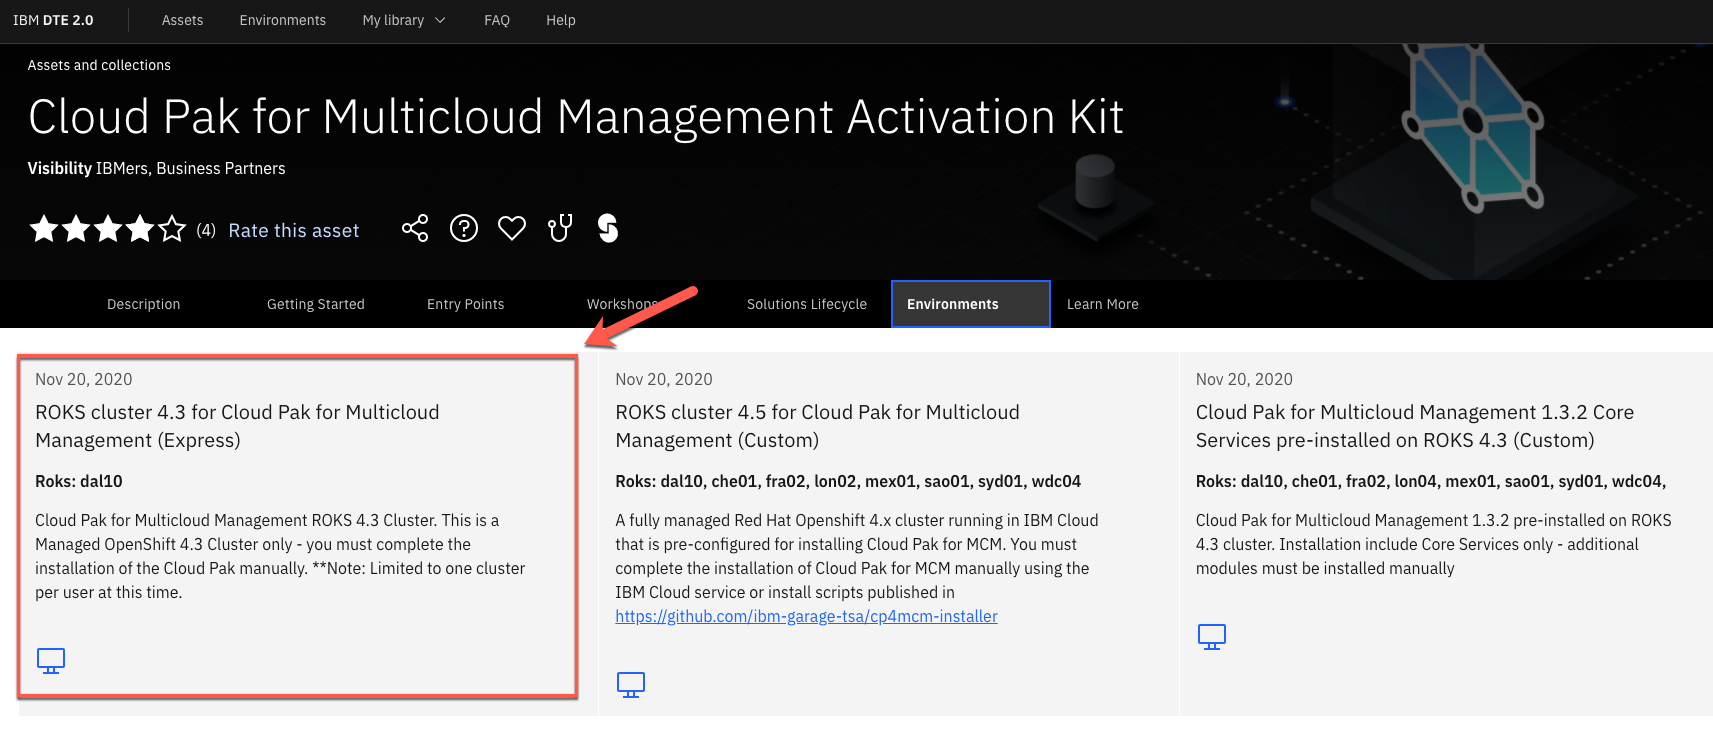 IBM DTE 2.0
Assets
Environments
My library
FAQ
Help
Assets and collections
Cloud Pak for Multicloud Management Activation Kit
Visibility IBMers, Business Partners
(4) Rate this asset
Description
Getting Started
Entry Points
Workshops
Solutions Lifecycle
Environments
Learn More
Nov 20, 2020
ROKS cluster 4.3 for Cloud Pak for Multicloud
Management (Express)
Roks: dal10
Cloud Pak for Multicloud Management ROKS 4.3 Cluster. This is a
Managed OpenShift 4.3 Cluster only - you must complete the
installation of the Cloud Pak manually. **Note: Limited to one cluster
per user at this time.
Nov 20, 2020
ROKS cluster 4.5 for Cloud Pak for Multicloud
Management (Custom)
Roks: dal10, che01, fra02, lon02, mex01, sao01, syd01, wdc04
A fully managed Red Hat Openshift 4.x cluster running in IBM Cloud
that is pre-configured for installing Cloud Pak for MCM. You must
complete the installation of Cloud Pak for MCM manually using the
IBM Cloud service or install scripts published in
https://github.com/ibm-garage-tsa/cp4mcm-installer
Nov 20, 2020
Cloud Pak for Multicloud Management 1.3.2 Core
Services pre-installed on ROKS 4.3 (Custom)
Roks: dal10, che01, fra02, lon04, mex01, sao01, syd01, wdc04,
Cloud Pak for Multicloud Management 1.3.2 pre-installed on ROKS
4.3 cluster. Installation include Core Services only - additional
modules must be installed manually